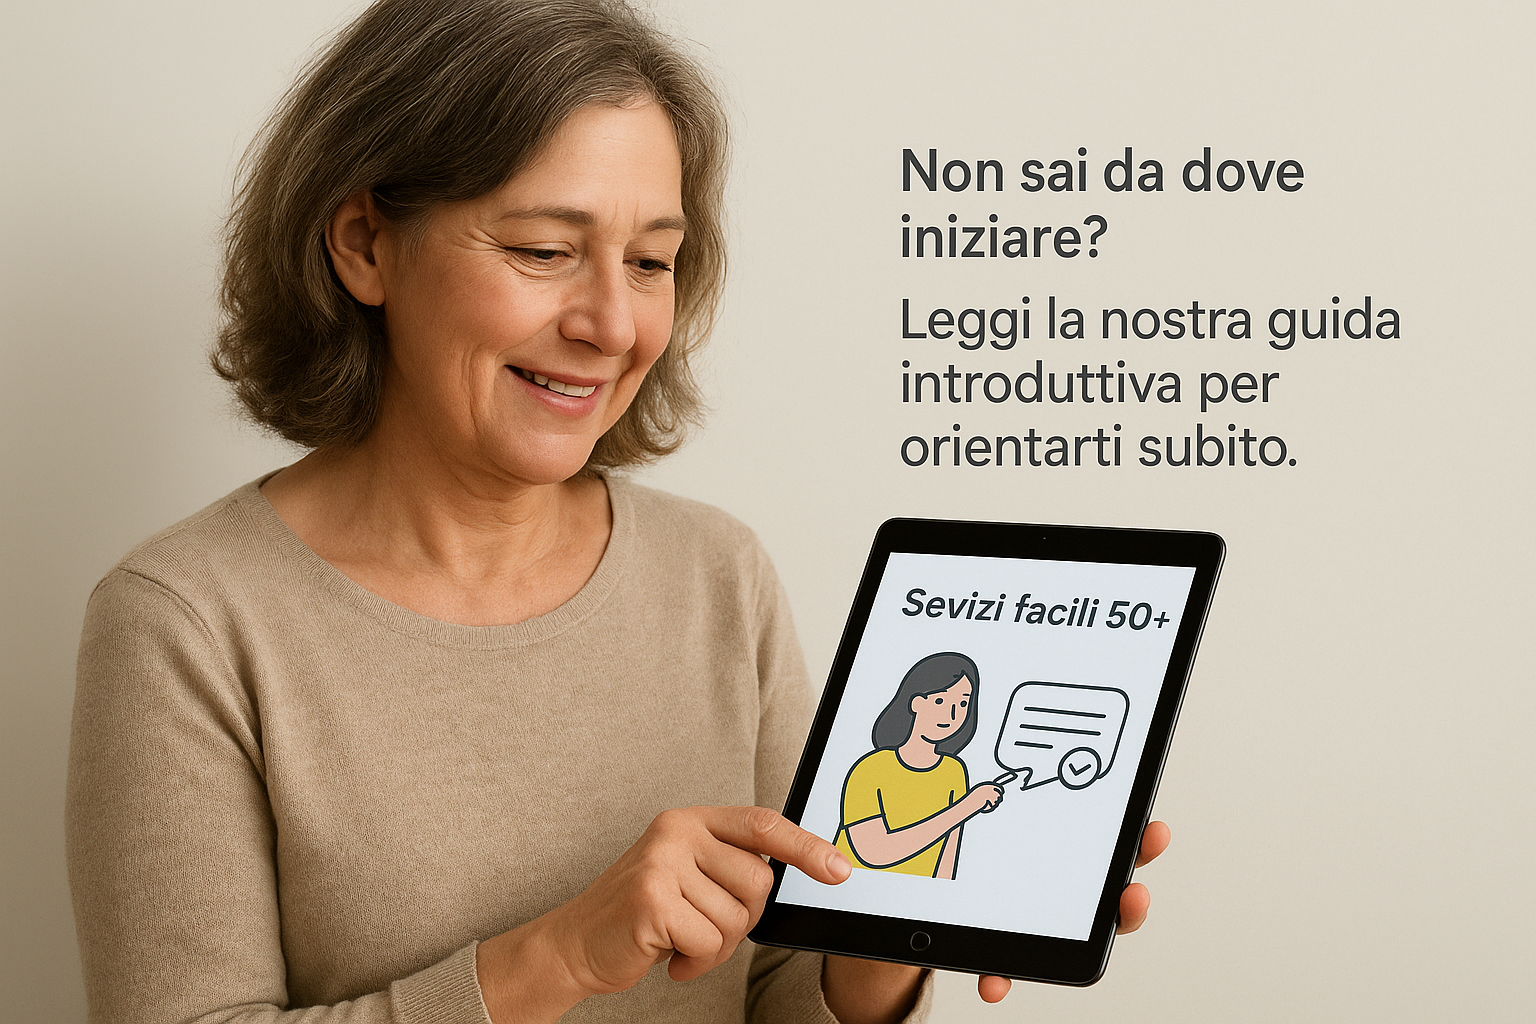 Non sai da dove
iniziare?
Leggi la nostra guida
introduttiva per
orientarti subito.
Sevizi facili 50+